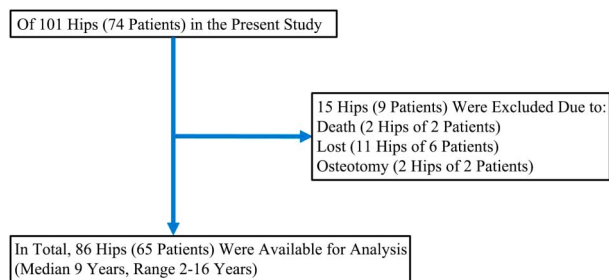 Of 101 Hips (74 Patients) in the Present Study
15 Hips (9 Patients) Were Excluded Due to:
Death (2 Hips of 2 Patients)
Lost (11 Hips of 6 Patients)
Osteotomy (2 Hips of 2 Patients)
In Total, 86 Hips (65 Patients) Were Available for Analysis
(Median 9 Years, Range 2-16 Years)